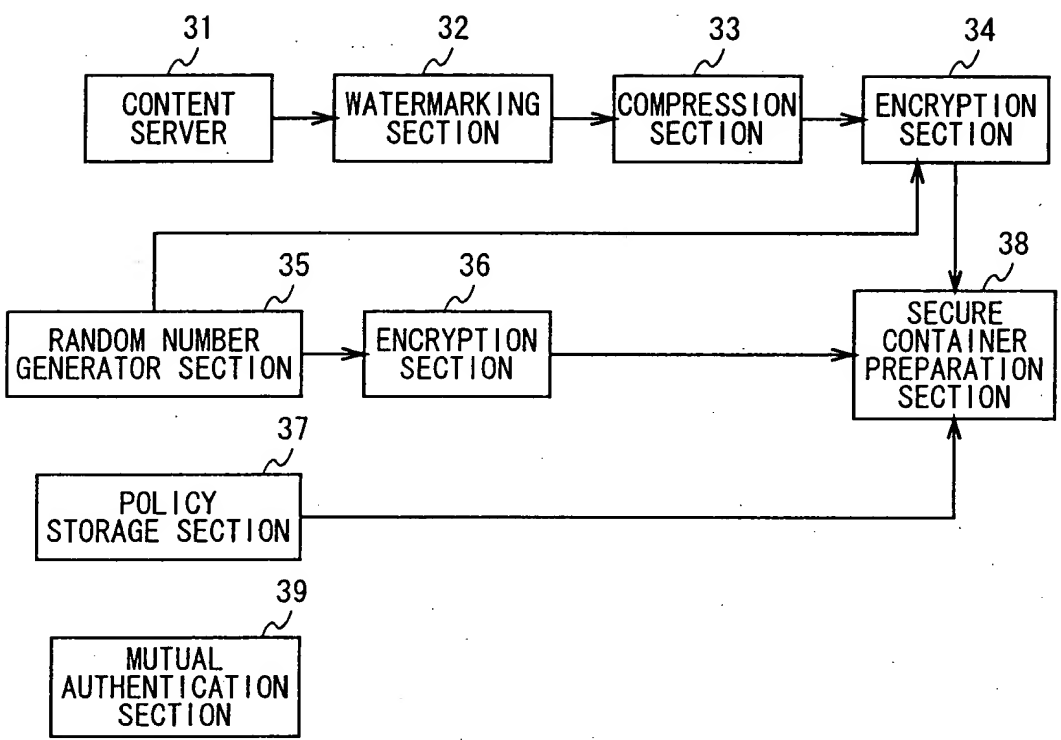 31
32
33
34
CONTENT
SERVER
WATERMARKING
SECTION
COMPRESSION
SECTION
ENCRYPTION
SECTION
35
36
38
RANDOM NUMBER
GENERATOR SECTION
ENCRYPTION
SECTION
SECURE
CONTAINER
PREPARATION
SECTION
37
POLICY
STORAGE SECTION
39
MUTUAL
AUTHENTICATION
SECTION